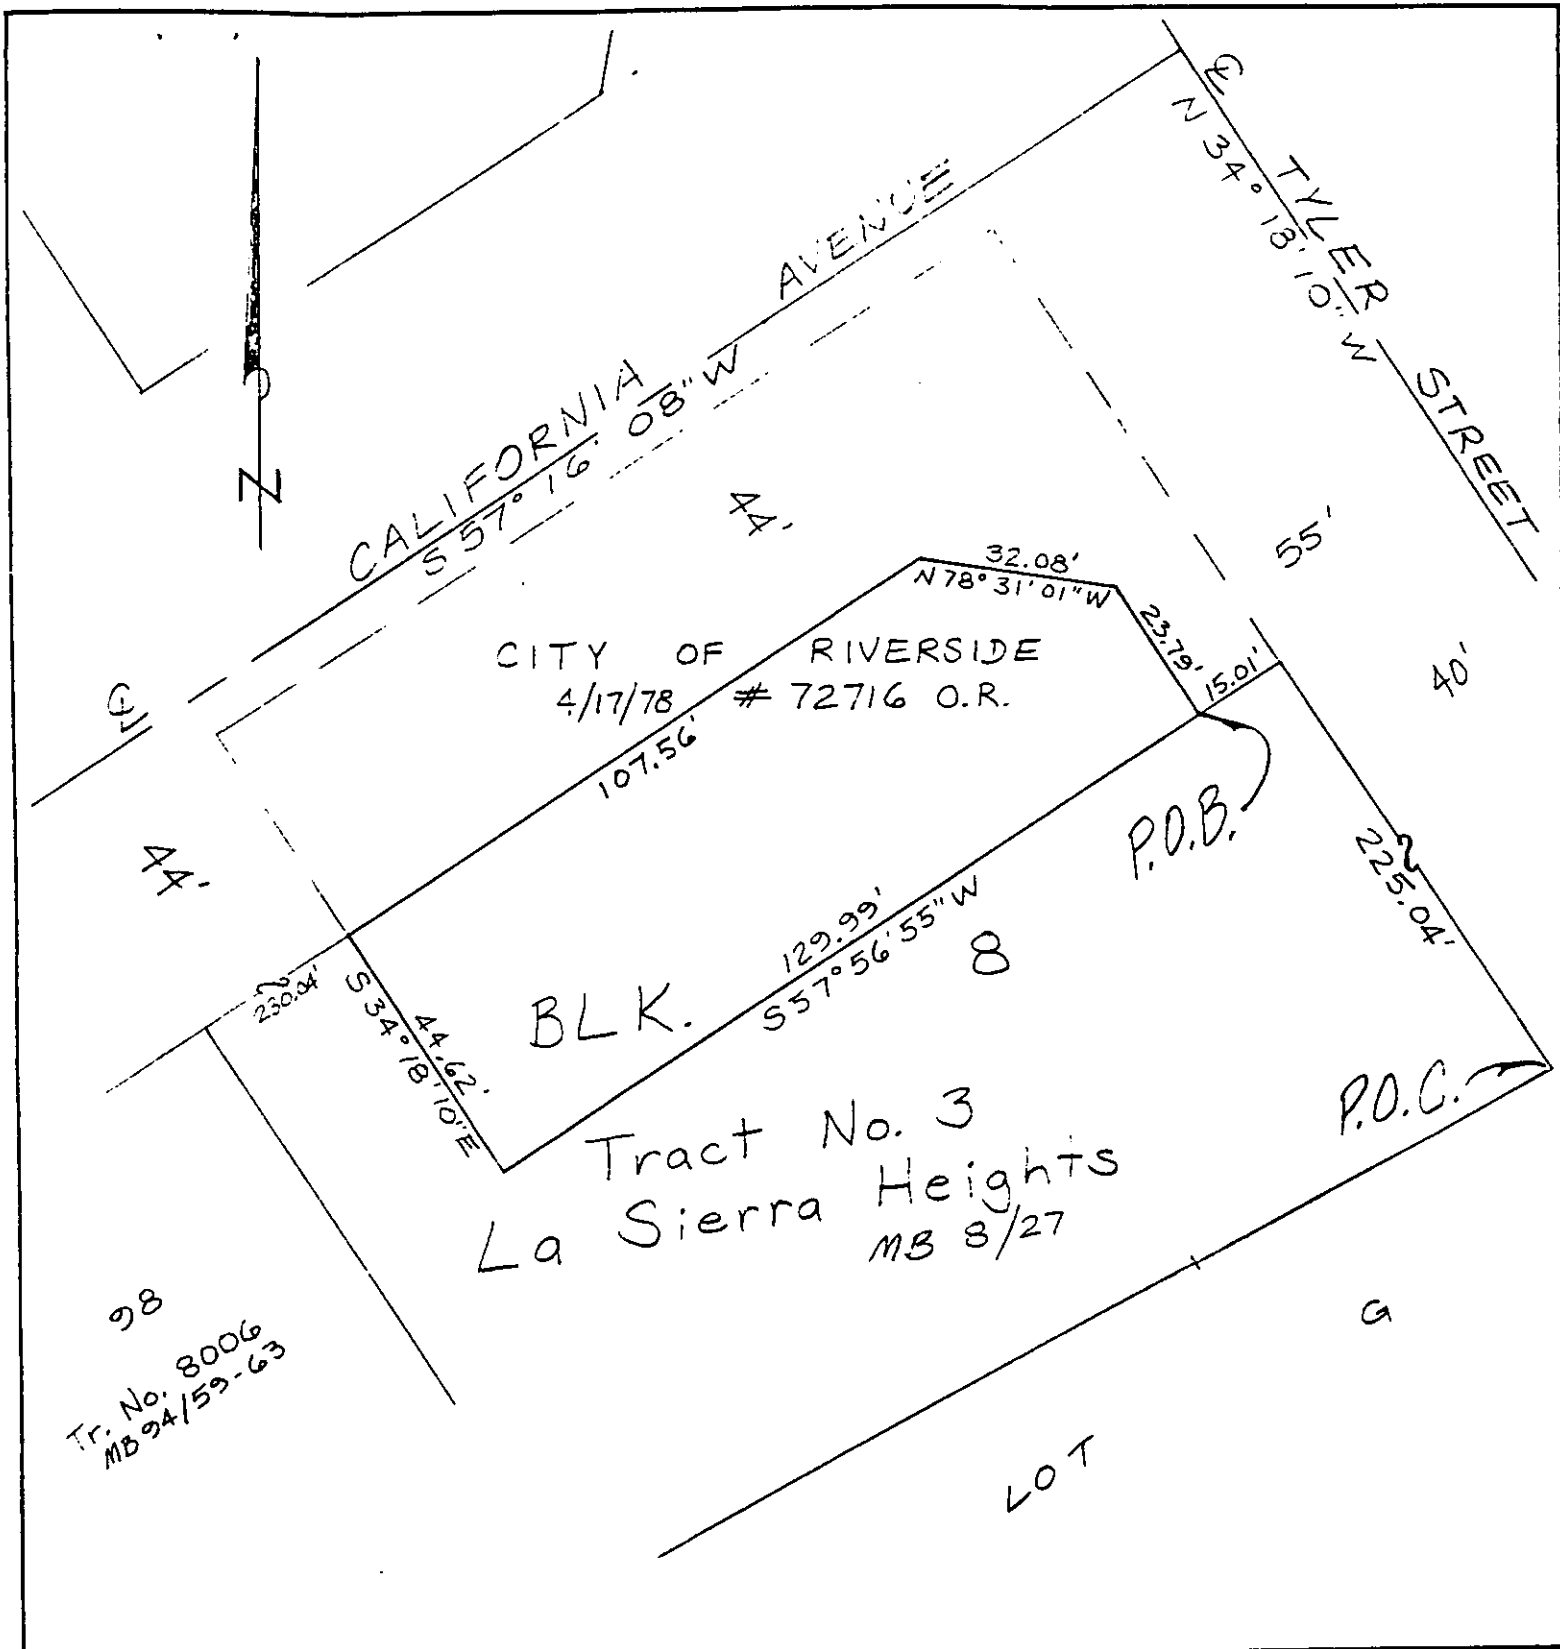 ℄
N 34° 18' 10" W
TYLER STREET
CALIFORNIA AVENUE
S 57° 16' 08" W
N
44'
55'
32.08'
N 78° 31' 01" W
23.79'
15.01'
CITY OF RIVERSIDE
4/17/78 # 72716 O.R.
40'
℄
107.56'
P.O.B.
44'
225.04'
129.99'
S 57° 56' 55" W
8
230.04'
S 34° 18' 10" E
44.62'
BLK.
P.O.C.
Tract No. 3
La Sierra Heights
MB 8/27
98
Tr. No. 8006
MB 94/59-63
G
LOT